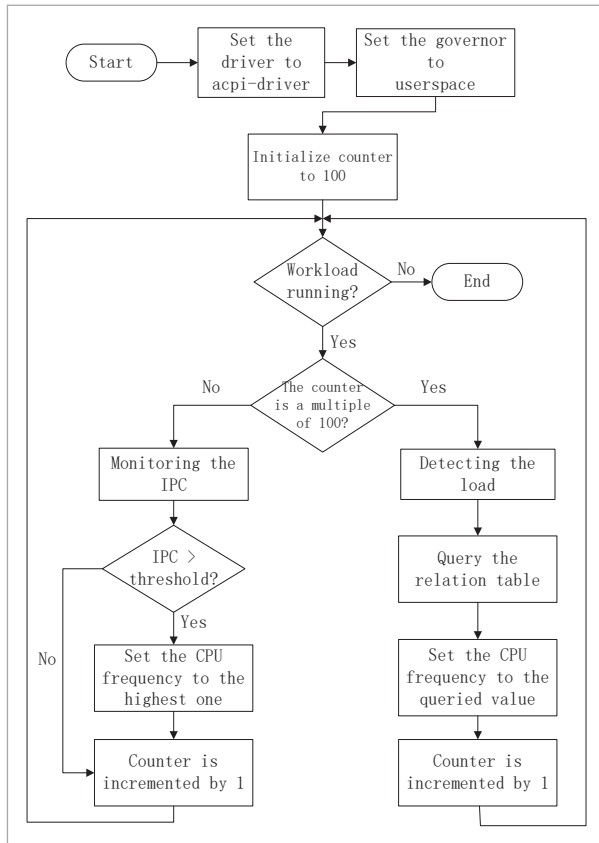 Start
Set the
driver to
acpi-driver
Set the governor
to
userspace
Initialize counter
to 100
Workload
running?
No
End
Yes
The counter
is a multiple
of 100?
No
Yes
Monitoring the
IPC
Detecting the
load
IPC >
threshold?
Query the
relation table
Yes
No
Set the CPU
frequency to the
highest one
Set the CPU
frequency to the
queried value
Counter is
incremented by 1
Counter is
incremented by 1